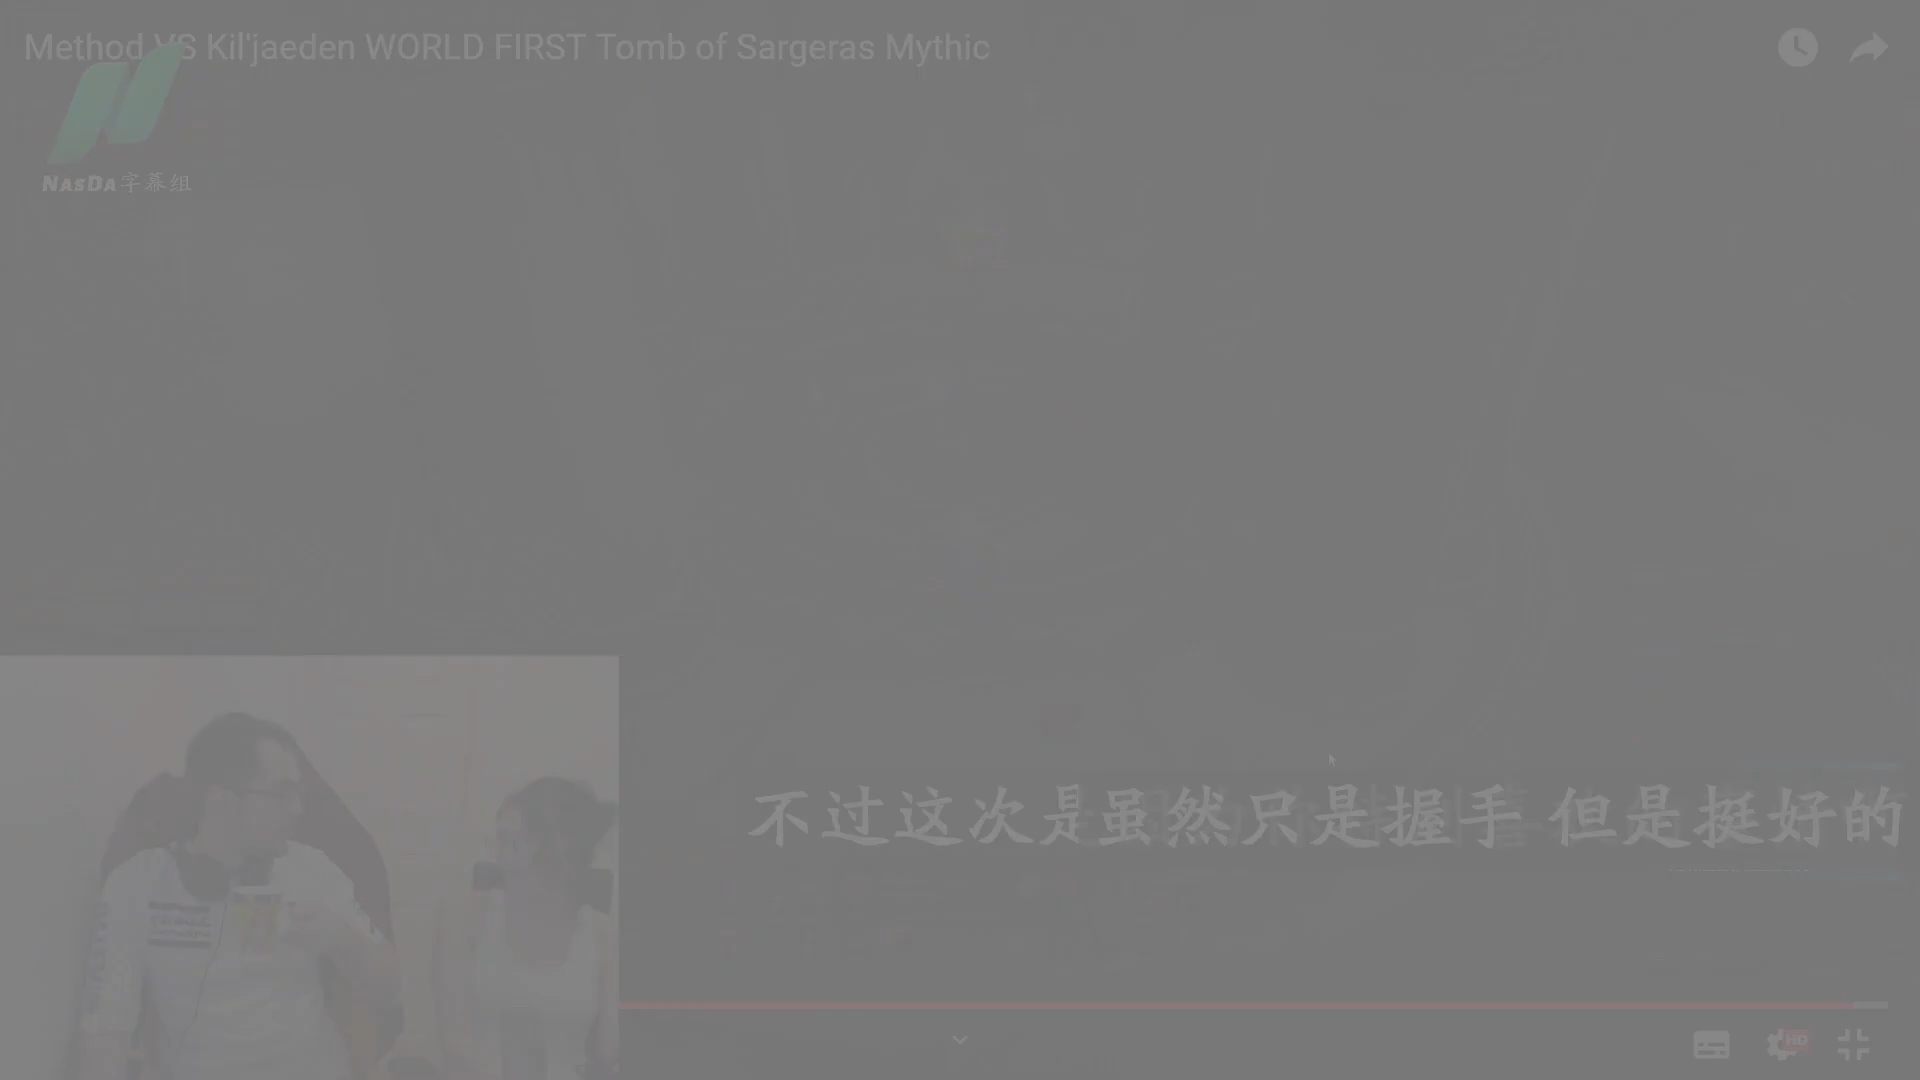 Method VS Kil'jaeden WORLD FIRST Tomb of Sargeras Mythic
NASDA字幕组
不过这次是虽然只是握手 但是挺好的
HD